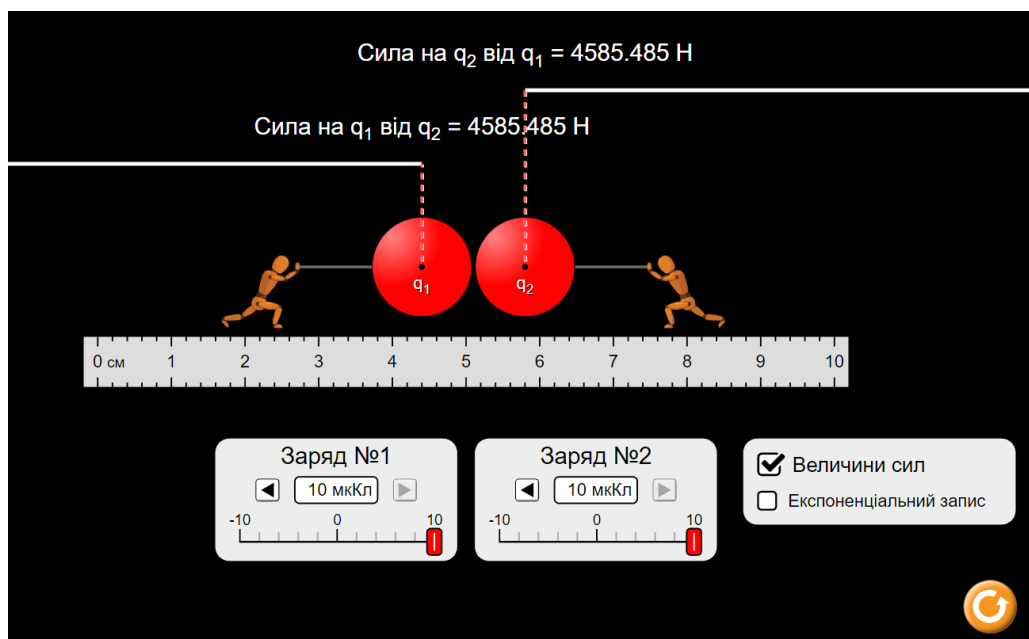 Сила на q₂ від q₁ = 4585.485 Н
Сила на q₁ від q₂ = 4585.485 Н
q₁ q₂
0 см 1 2 3 4 5 6 7 8 9 10
Заряд №1
10 мкКл
-10 0 10
Заряд №2
10 мкКл
-10 0 10
Величини сил
Експоненціальний запис